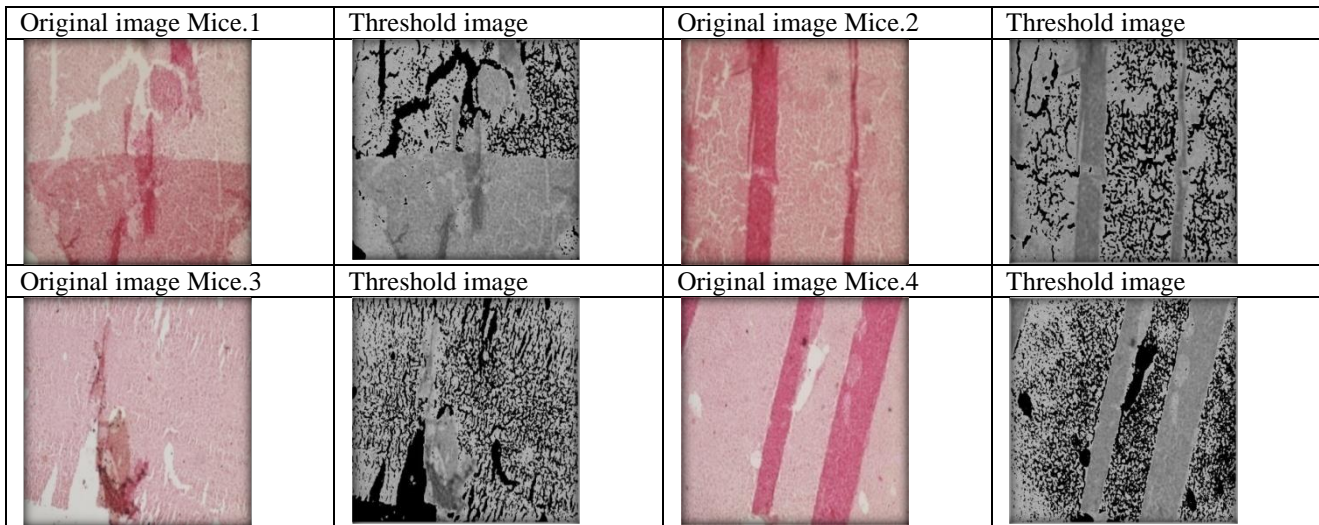 Original image Mice.1
Threshold image
Original image Mice.2
Threshold image
Original image Mice.3
Threshold image
Original image Mice.4
Threshold image